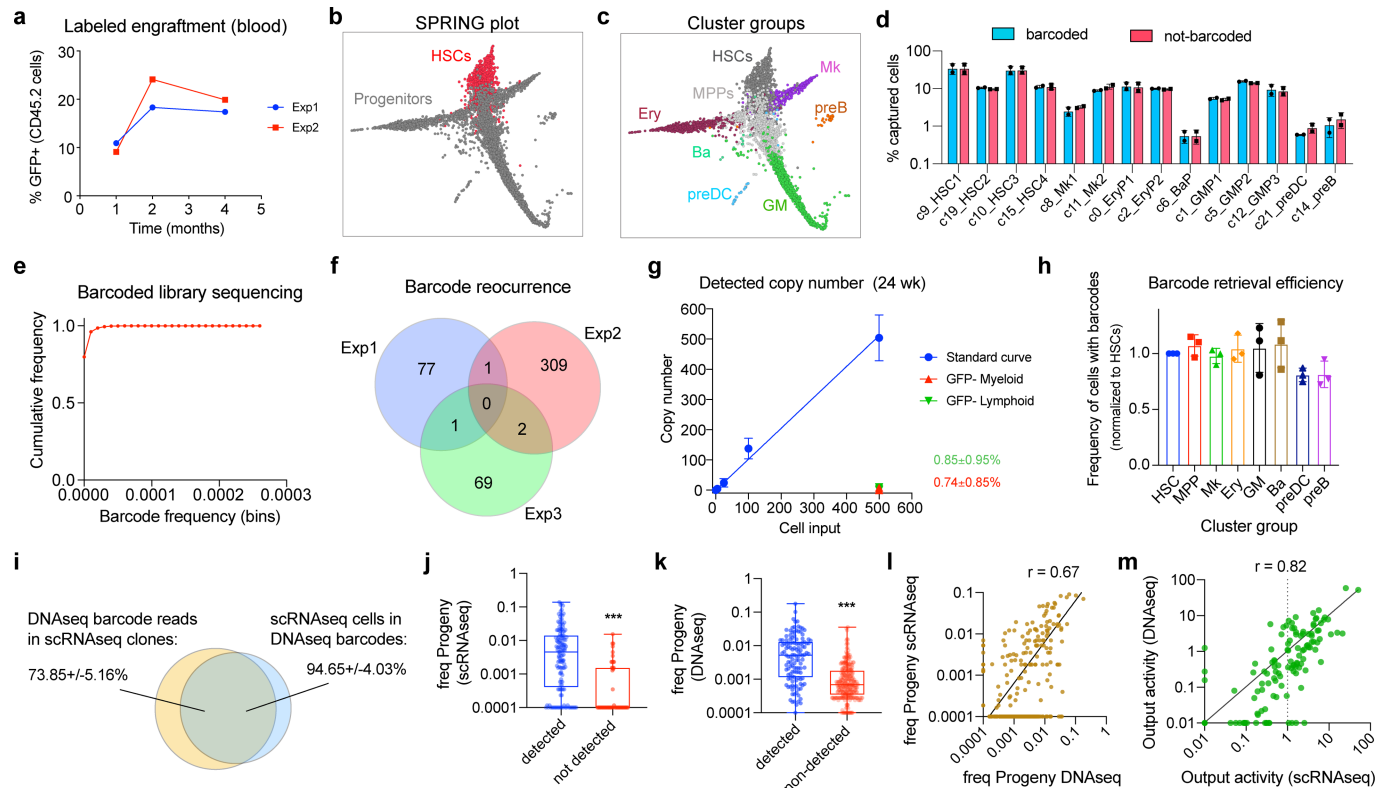 a
Labeled engraftment (blood)
% GFP+ (CD45.2 cells)
30
20
10
0
0 1 2 3 4 5
Time (months)
Exp1
Exp2
b
SPRING plot
HSCs
Progenitors
c
Cluster groups
HSCs
Mk
MPPs
preB
Ery
Ba
preDC
GM
d
barcoded
not-barcoded
% captured cells
100
10
1
0.1
c9_HSC1
c19_HSC2
c10_HSC3
c15_HSC4
c8_Mk1
c11_Mk2
c0_EryP1
c2_EryP2
c6_BaP
c1_GMP1
c5_GMP2
c12_GMP3
c21_preDC
c14_preB
e
Barcoded library sequencing
Cumulative frequency
1.0
0.5
0.0
0.0000 0.0001 0.0002 0.0003
Barcode frequency (bins)
f
Barcode reocurrence
Exp1
Exp2
77
1
309
0
1
2
69
Exp3
g
Detected copy number (24 wk)
Copy number
600
500
400
300
200
100
0
0 100 200 300 400 500 600
Cell input
Standard curve
GFP- Myeloid
GFP- Lymphoid
0.85±0.95%
0.74±0.85%
h
Barcode retrieval efficiency
Frequency of cells with barcodes
(normalized to HSCs)
1.0
0.0
HSC
MPP
Mk
Ery
GM
Ba
preDC
preB
Cluster group
i
DNAseq barcode reads
in scRNAseq clones:
73.85+/-5.16%
scRNAseq cells in
DNAseq barcodes:
94.65+/-4.03%
j
freq Progeny
(scRNAseq)
1
0.1
0.01
0.001
0.0001
***
detected
not detected
k
freq Progeny
(DNAseq)
1
0.1
0.01
0.001
0.0001
***
detected
non-detected
l
r = 0.67
freq Progeny scRNAseq
0.1
0.01
0.001
0.0001
0.0001
0.001
0.01
0.1
1
freq Progeny DNAseq
m
r = 0.82
Output activity (DNAseq)
100
10
1
0.1
0.01
0.01
0.1
1
10
100
Output activity (scRNAseq)